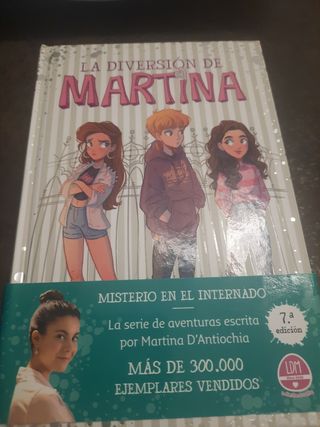 LA DIVERSIÓN DE
MARTINA
MISTERIO EN EL INTERNADO
La serie de aventuras escrita
por Martina D'Antiochia
7.ª
edición
MÁS DE 300.000
EJEMPLARES VENDIDOS
LDM